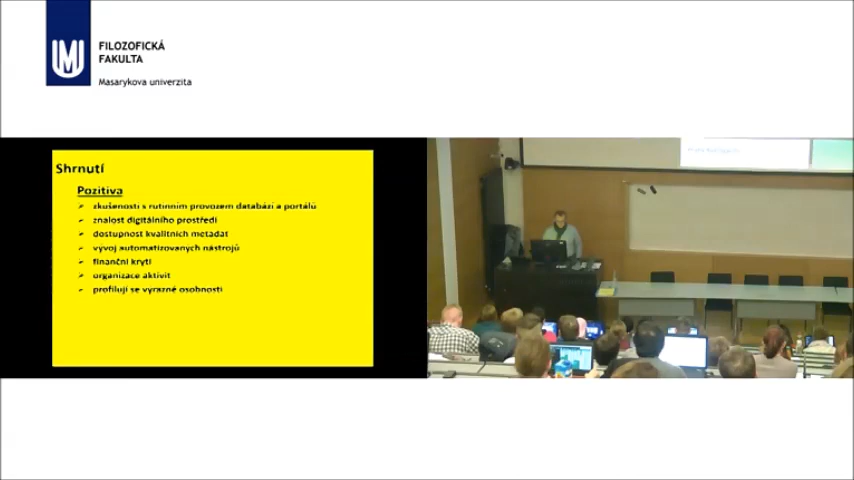 FILOZOFICKÁ
FAKULTA
Masarykova univerzita
Shrnutí
Pozitiva
zkušenosti s rutinním provozem databází a portálů
znalost digitálního prostředí
dostupnost kvalitních metadat
vývoj automatizovaných nástrojů
finanční krytí
organizace aktivit
profilují se výrazné osobnosti